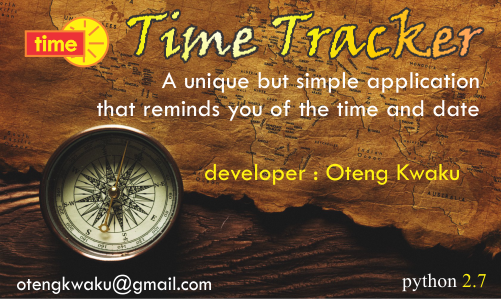 time
Time Tracker
A unique but simple application
that reminds you of the time and date
developer : Oteng Kwaku
otengkwaku@gmail.com
python 2.7